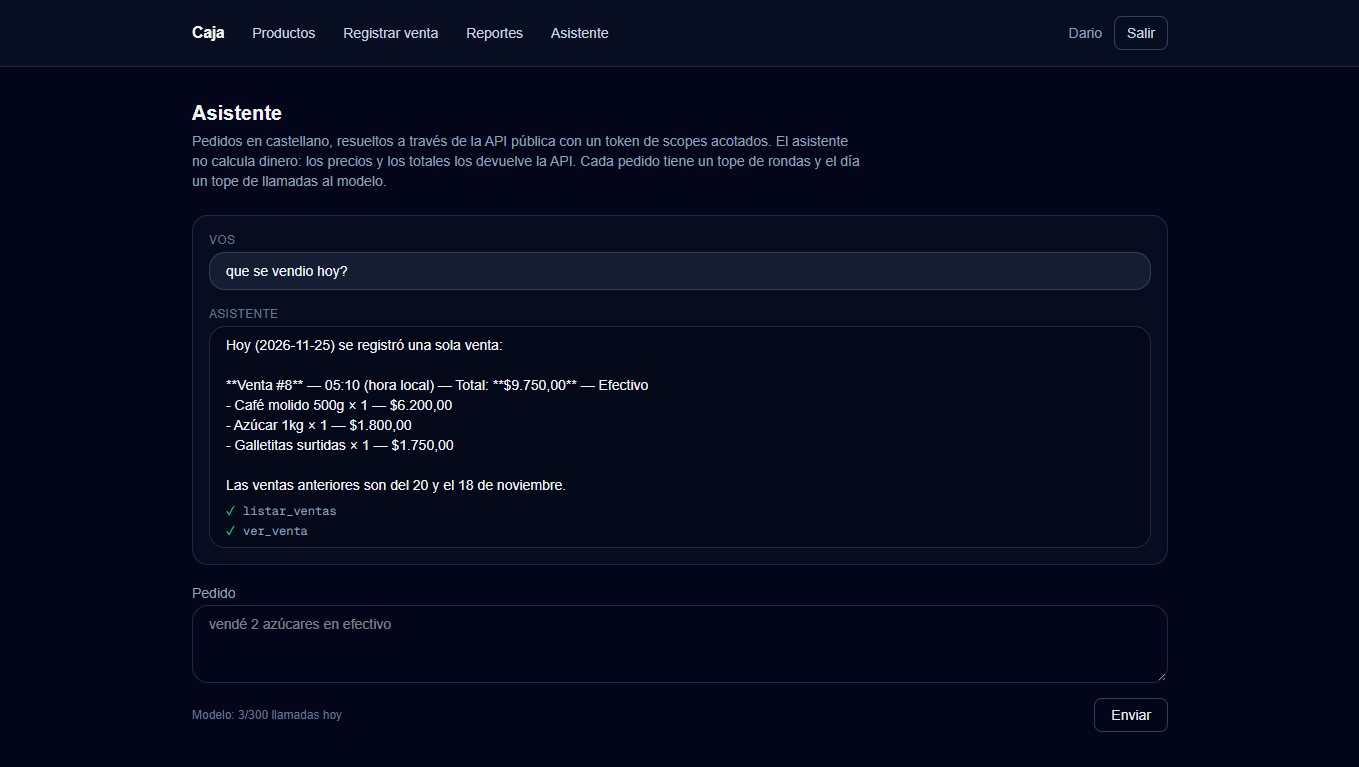 Caja Productos Registrar venta Reportes Asistente Dario Salir
Asistente
Pedidos en castellano, resueltos a través de la API pública con un token de scopes acotados. El asistente
no calcula dinero: los precios y los totales los devuelve la API. Cada pedido tiene un tope de rondas y el día
un tope de llamadas al modelo.
VOS
que se vendio hoy?
ASISTENTE
Hoy (2026-11-25) se registró una sola venta:
**Venta #8** — 05:10 (hora local) — Total: **$9.750,00** — Efectivo
- Café molido 500g × 1 — $6.200,00
- Azúcar 1kg × 1 — $1.800,00
- Galletitas surtidas × 1 — $1.750,00
Las ventas anteriores son del 20 y el 18 de noviembre.
✓ listar_ventas
✓ ver_venta
Pedido
vendé 2 azúcares en efectivo
Modelo: 3/300 llamadas hoy
Enviar